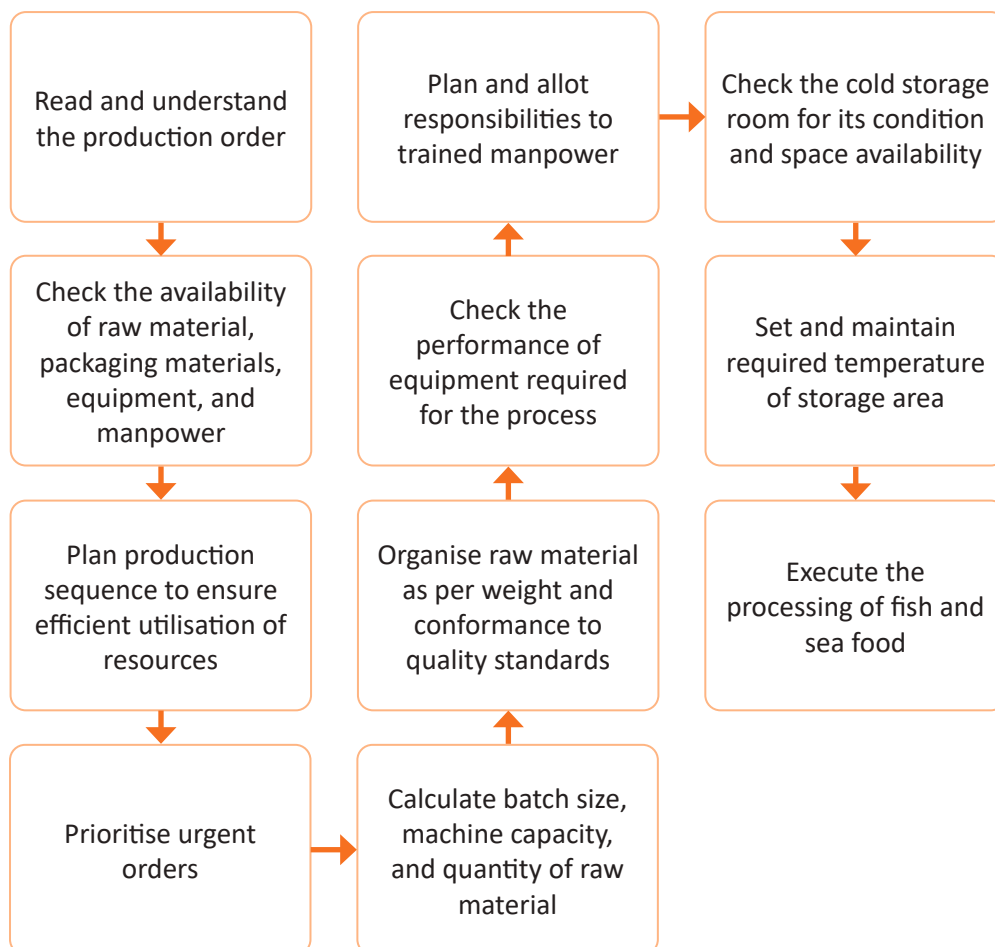 Read and understand
the production order
Check the availability
of raw material,
packaging materials,
equipment, and
manpower
Plan production
sequence to ensure
efficient utilisation of
resources
Prioritise urgent
orders
Calculate batch size,
machine capacity,
and quantity of raw
material
Organise raw material
as per weight and
conformance to
quality standards
Check the
performance of
equipment required
for the process
Plan and allot
responsibilities to
trained manpower
Check the cold storage
room for its condition
and space availability
Set and maintain
required temperature
of storage area
Execute the
processing of fish and
sea food